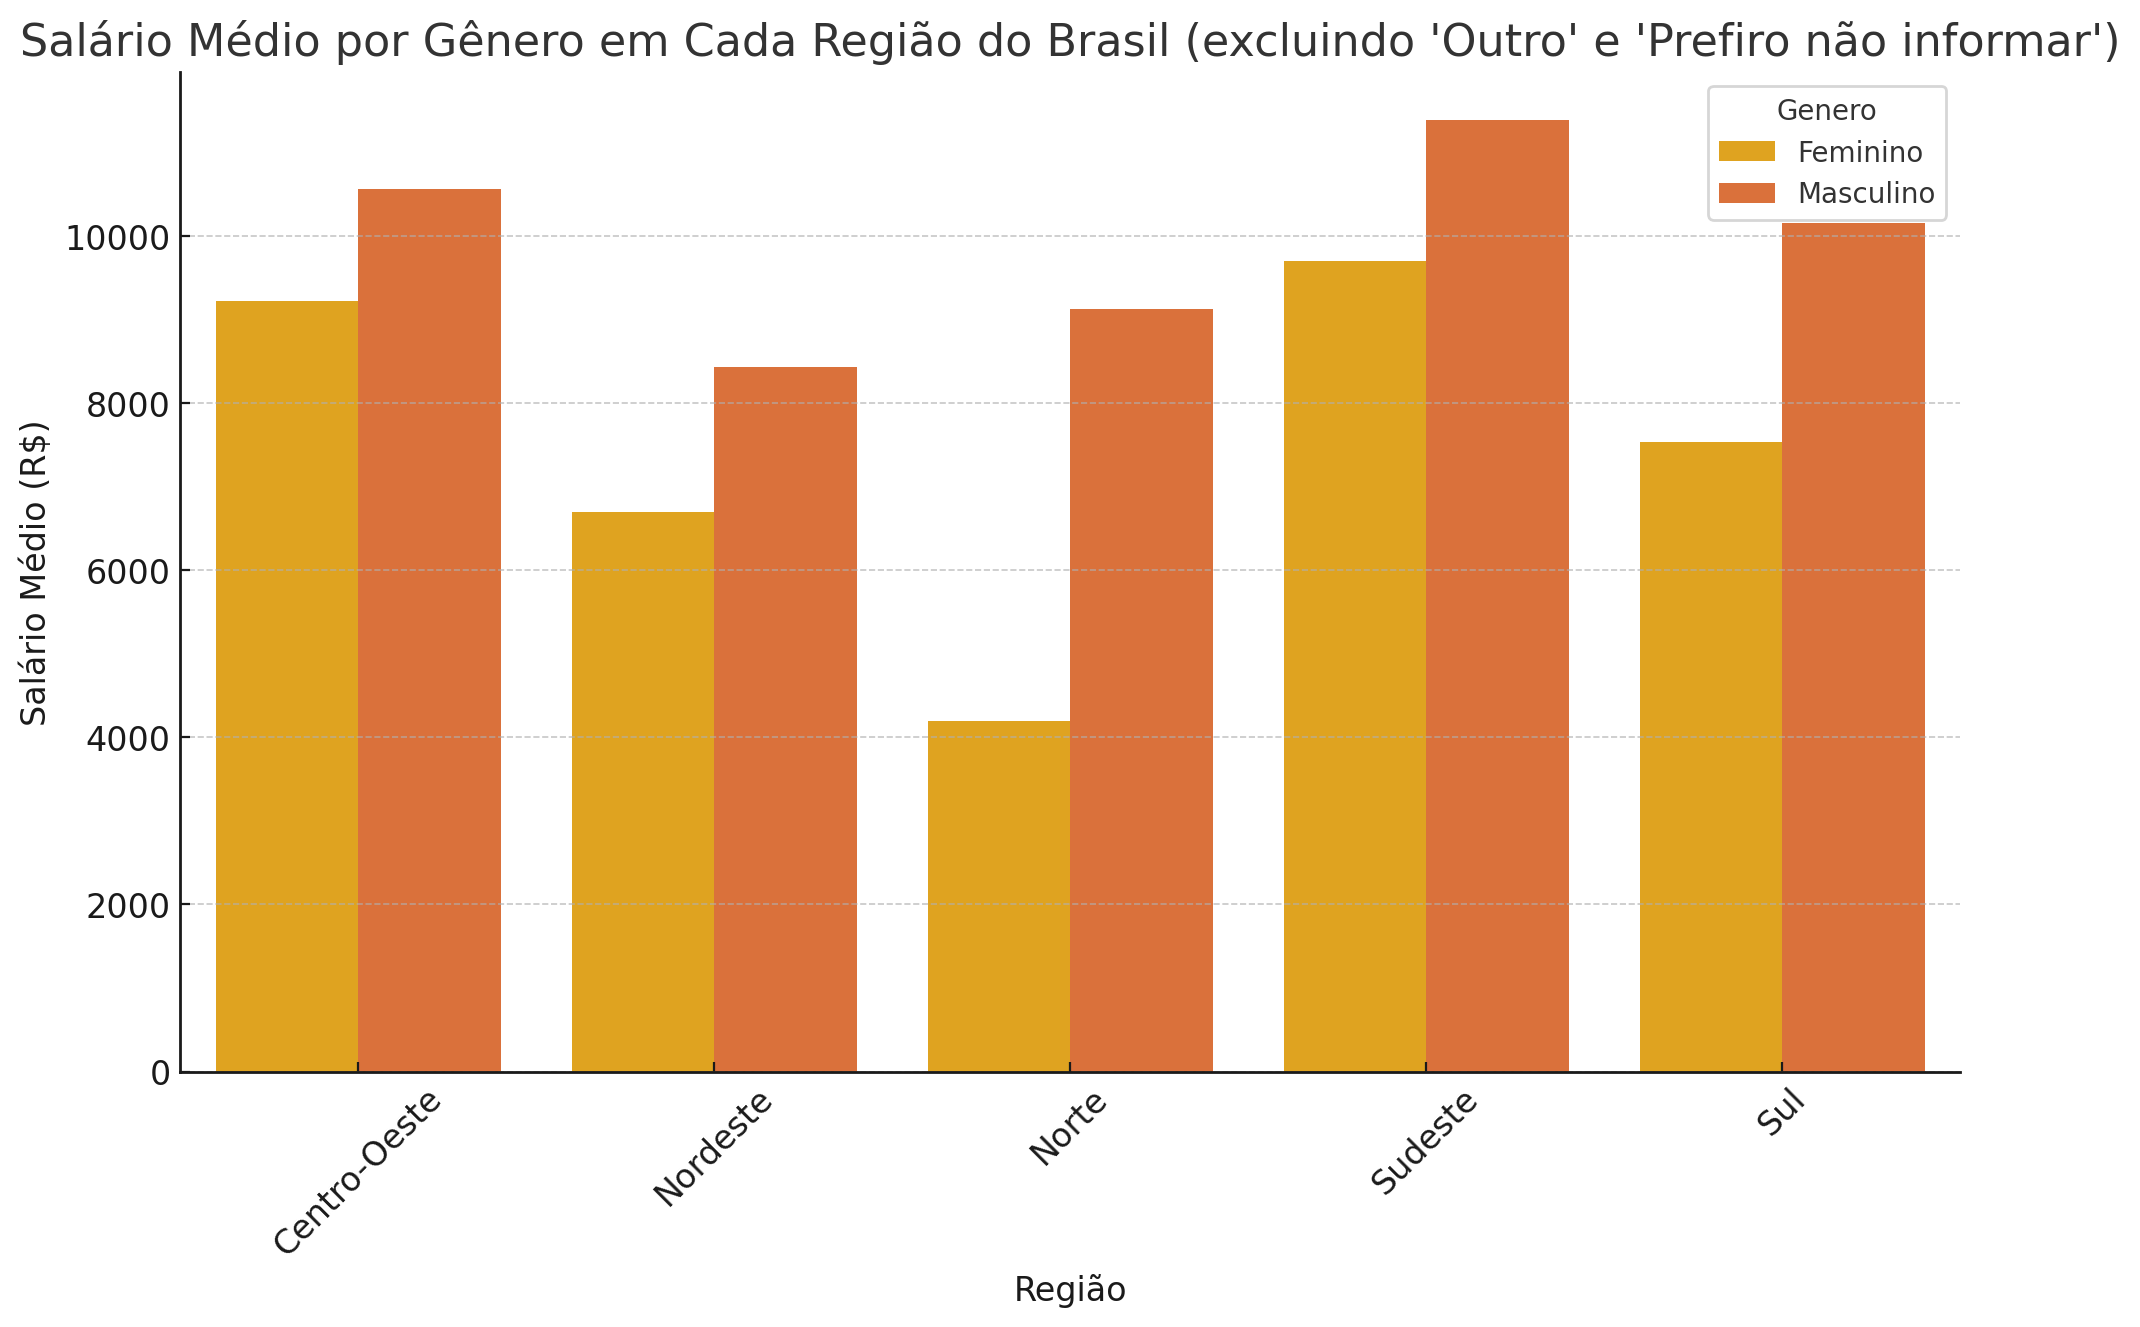 Salário Médio por Gênero em Cada Região do Brasil (excluindo 'Outro' e 'Prefiro não informar')
Genero
Feminino
Masculino
Salário Médio (R$)
10000
8000
6000
4000
2000
0
Centro-Oeste
Nordeste
Norte
Sudeste
Sul
Região